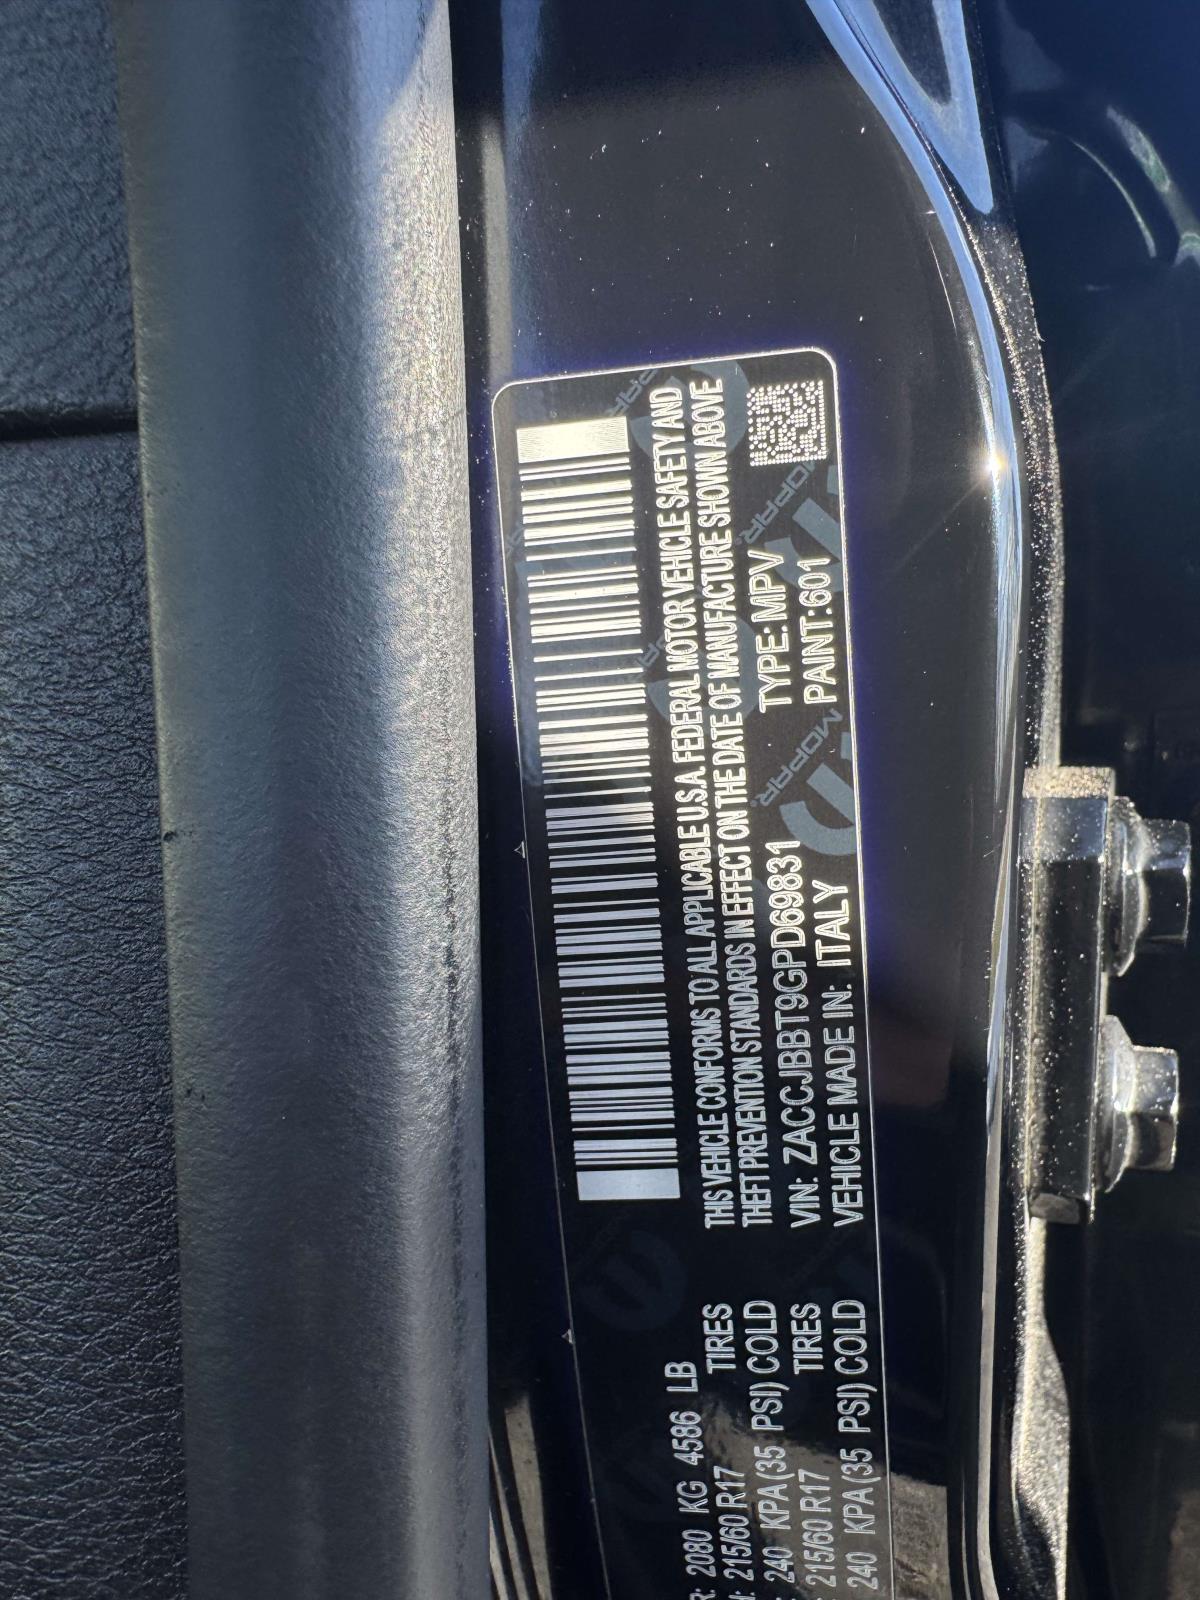 2080 KG 4586 LB
215/60 R17 TIRES
240 KPA(35 PSI) COLD
215/60 R17 TIRES
240 KPA(35 PSI) COLD
THIS VEHICLE CONFORMS TO ALL APPLICABLE U.S.A. FEDERAL MOTOR VEHICLE SAFETY AND
THEFT PREVENTION STANDARDS IN EFFECT ON THE DATE OF MANUFACTURE SHOWN ABOVE
VIN: ZACCJBBT9GPD69831 TYPE: MPV
VEHICLE MADE IN: ITALY PAINT:601
MOPAR
MOPAR
MOPAR